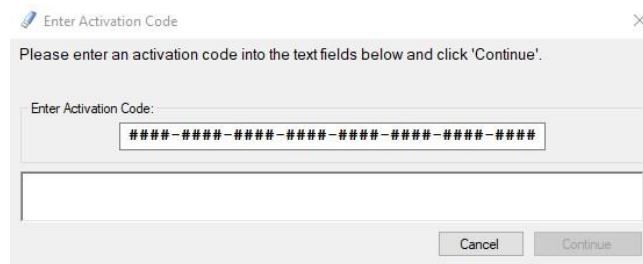 Enter Activation Code
Please enter an activation code into the text fields below and click 'Continue'.
Enter Activation Code:
####-####-####-####-####-####-####-####
Cancel Continue